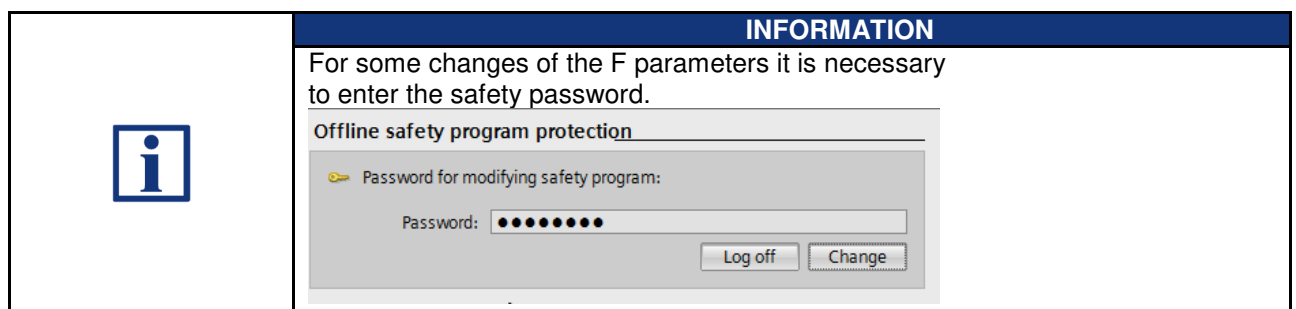 INFORMATION
For some changes of the F parameters it is necessary
to enter the safety password.
Offline safety program protection
Password for modifying safety program:
Password: ●●●●●●●●
Log off Change